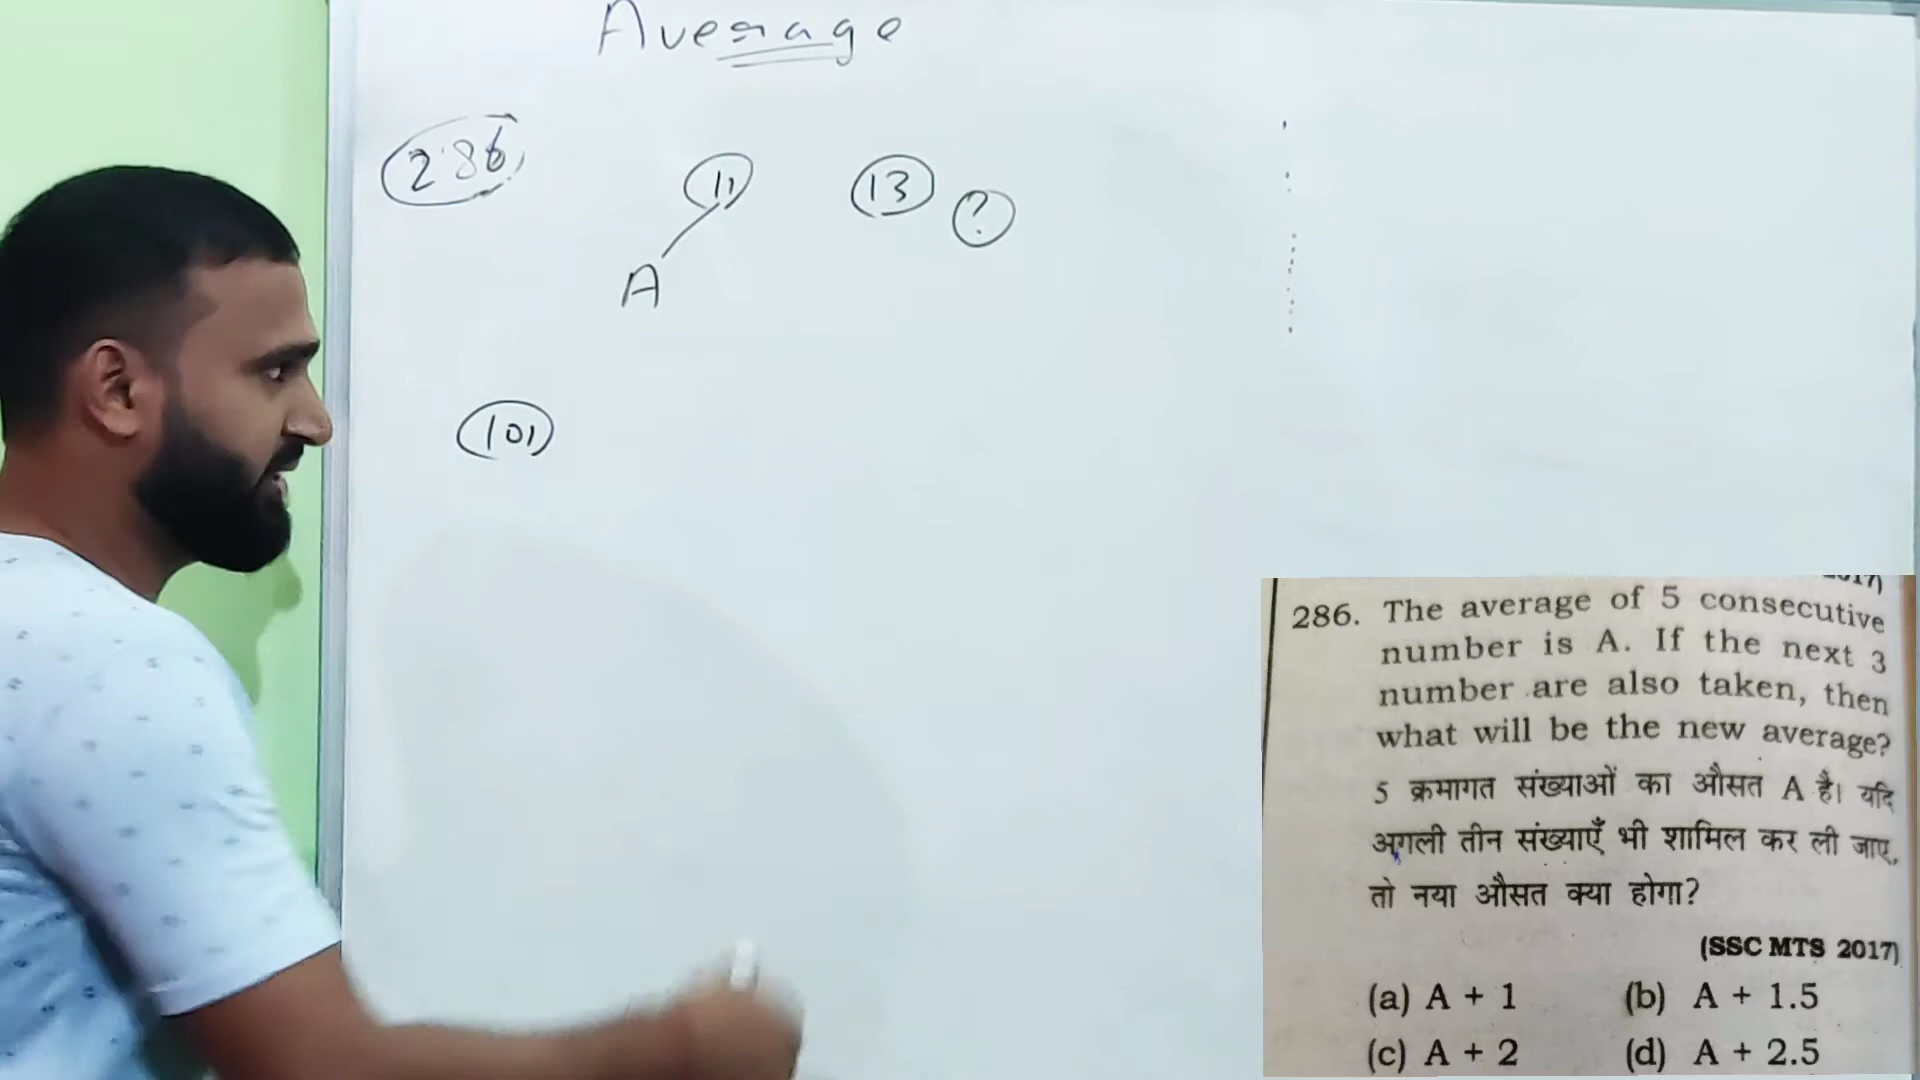 Average
286
11
13
?
A
101
286. The average of 5 consecutive
number is A. If the next 3
number are also taken, then
what will be the new average?
5 क्रमागत संख्याओं का औसत A है। यदि
अगली तीन संख्याएँ भी शामिल कर ली जाए,
तो नया औसत क्या होगा?
(SSC MTS 2017)
(a) A + 1 (b) A + 1.5
(c) A + 2 (d) A + 2.5